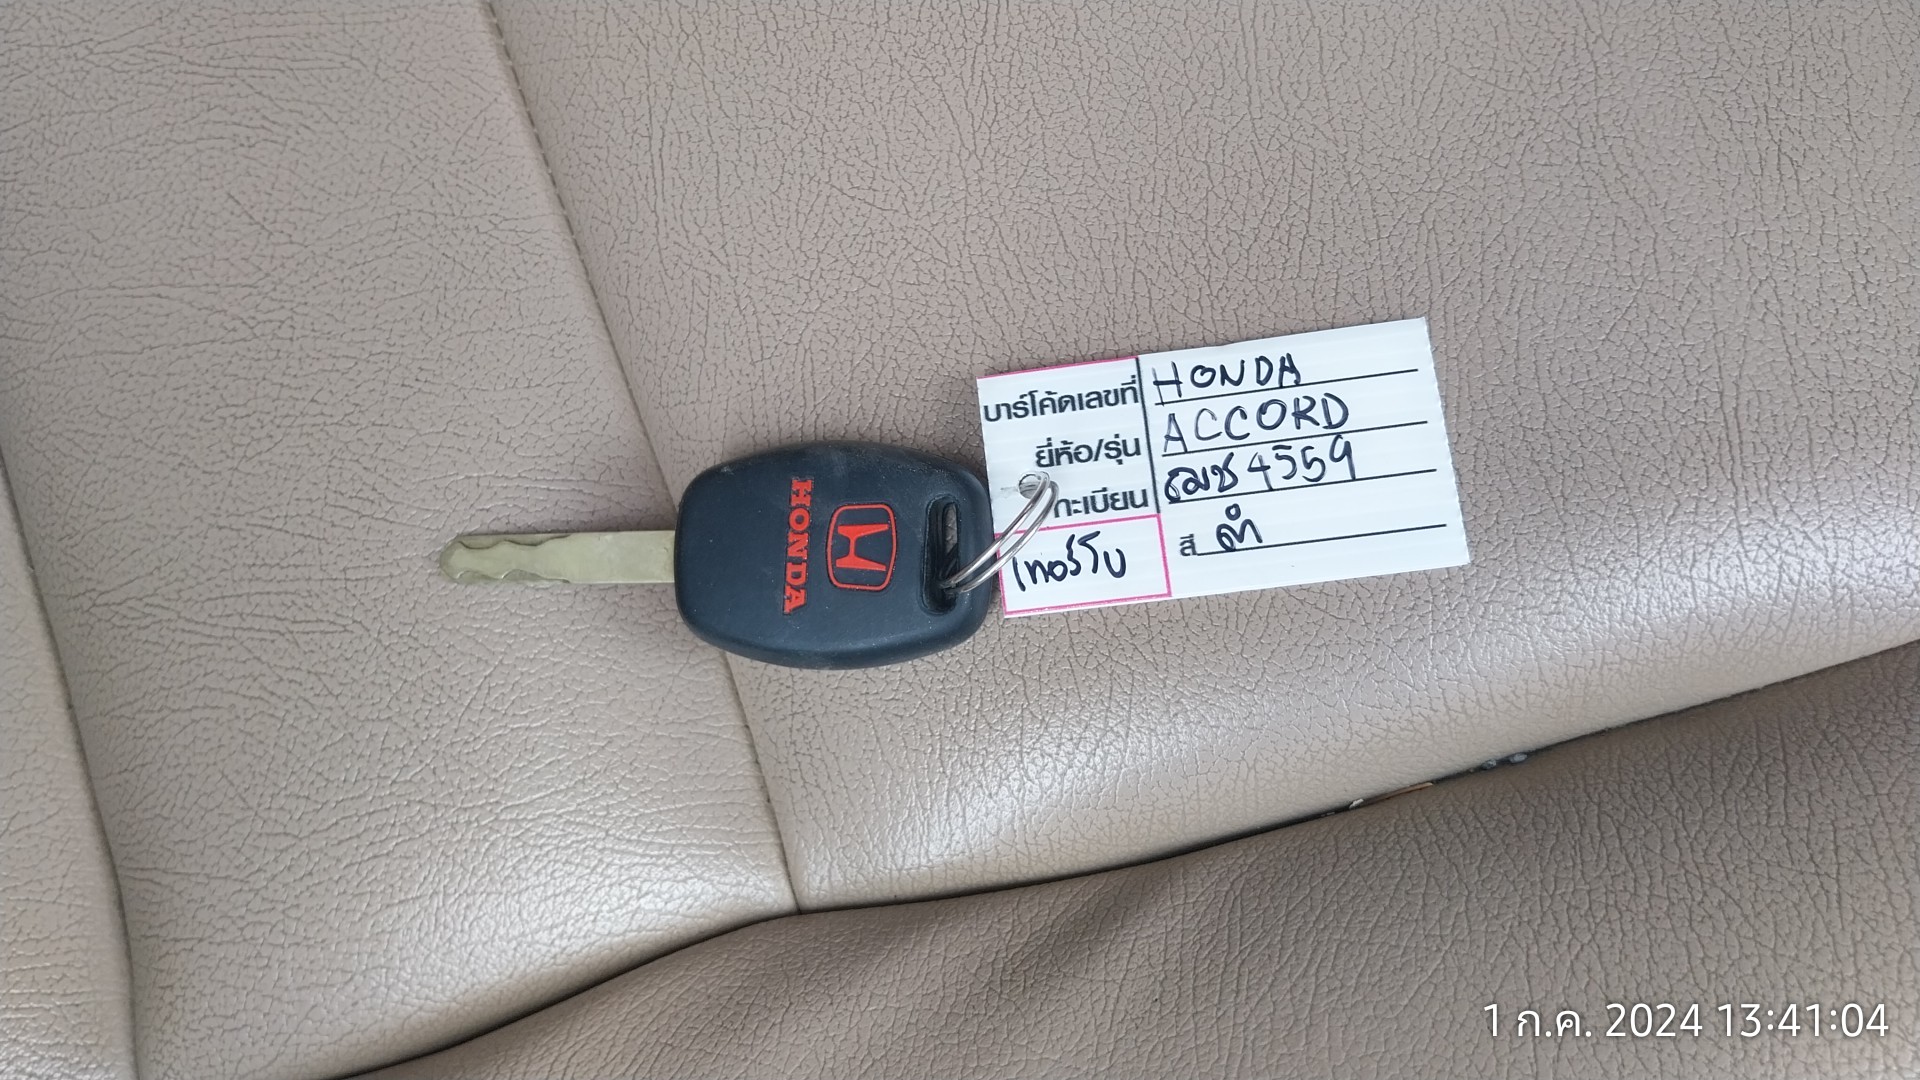 HONDA
บาร์โค้ดเลขที่ HONDA
ยี่ห้อ/รุ่น ACCORD
ทะเบียน ฌมช 4559
เทอร์โบ สี ดำ
1 ก.ค. 2024 13:41:04